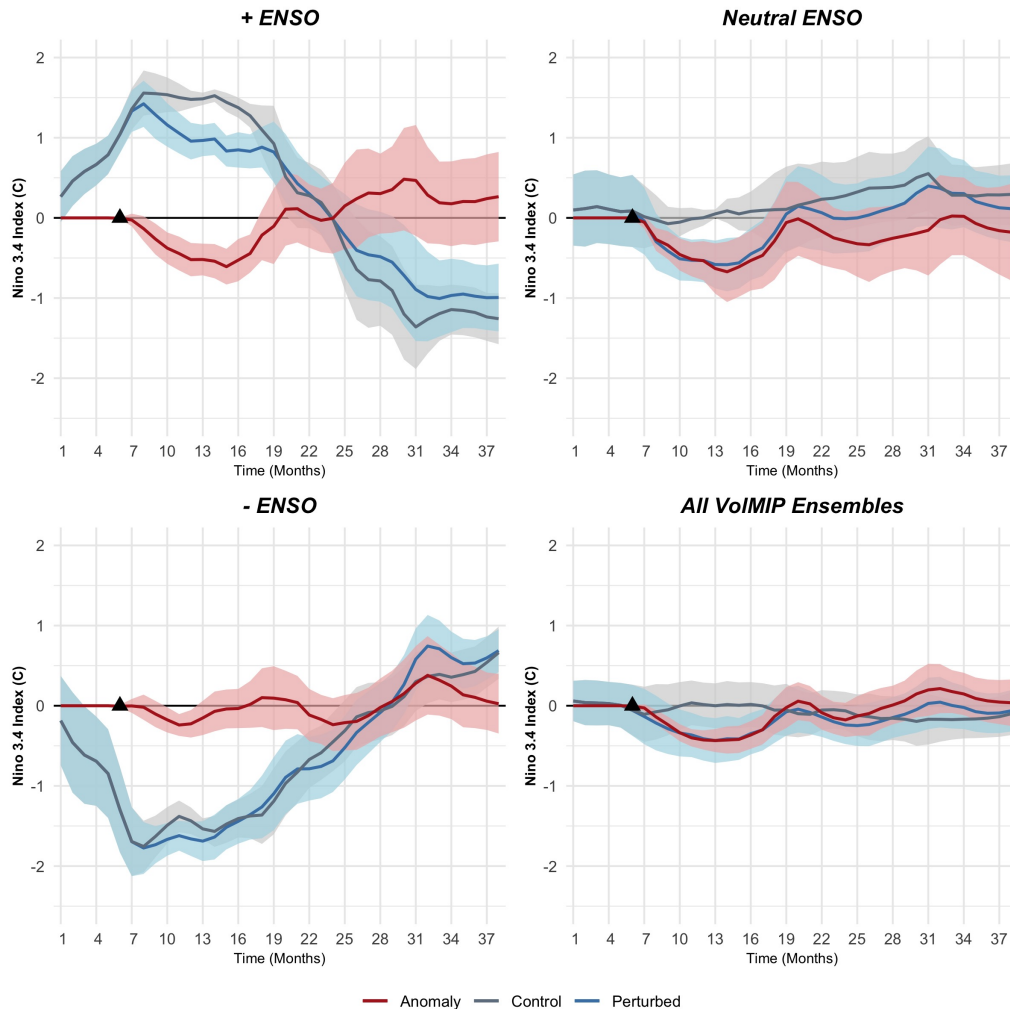 + ENSO
Nino 3.4 Index (C)
2
1
0
-1
-2
1 4 7 10 13 16 19 22 25 28 31 34 37
Time (Months)
Neutral ENSO
Nino 3.4 Index (C)
2
1
0
-1
-2
1 4 7 10 13 16 19 22 25 28 31 34 37
Time (Months)
- ENSO
Nino 3.4 Index (C)
2
1
0
-1
-2
1 4 7 10 13 16 19 22 25 28 31 34 37
Time (Months)
All VolMIP Ensembles
Nino 3.4 Index (C)
2
1
0
-1
-2
1 4 7 10 13 16 19 22 25 28 31 34 37
Time (Months)
Anomaly Control Perturbed